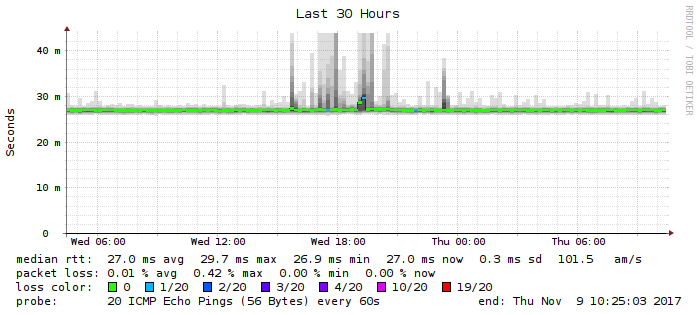 Last 30 Hours
RRDTOOL / TOBI OETIKER
Seconds
40 m
30 m
20 m
10 m
0
Wed 06:00 Wed 12:00 Wed 18:00 Thu 00:00 Thu 06:00
median rtt: 27.0 ms avg 29.7 ms max 26.9 ms min 27.0 ms now 0.3 ms sd 101.5 am/s
packet loss: 0.01 % avg 0.42 % max 0.00 % min 0.00 % now
loss color: 0 1/20 2/20 3/20 4/20 10/20 19/20
probe: 20 ICMP Echo Pings (56 Bytes) every 60s end: Thu Nov 9 10:25:03 2017